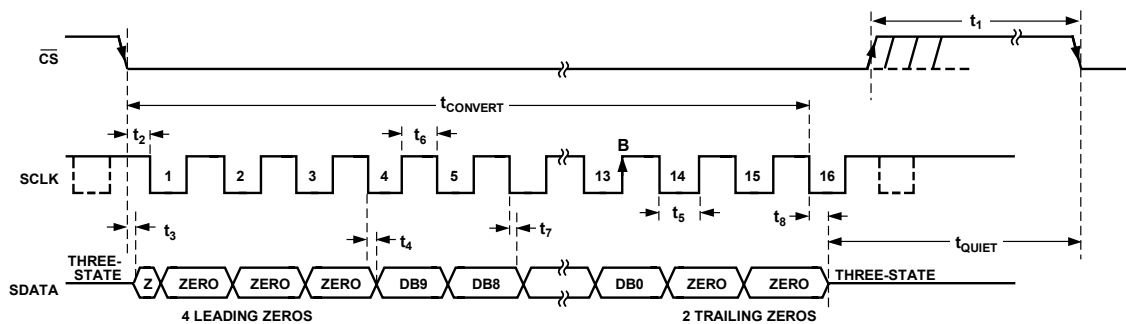 t1
CS
tCONVERT
t2
t6
B
SCLK
1 2 3 4 5 13 14 15 16
t3
t4
t7
t5
t8
tQUIET
THREE-
STATE
THREE-STATE
SDATA
Z ZERO ZERO ZERO DB9 DB8 DB0 ZERO ZERO
4 LEADING ZEROS
2 TRAILING ZEROS